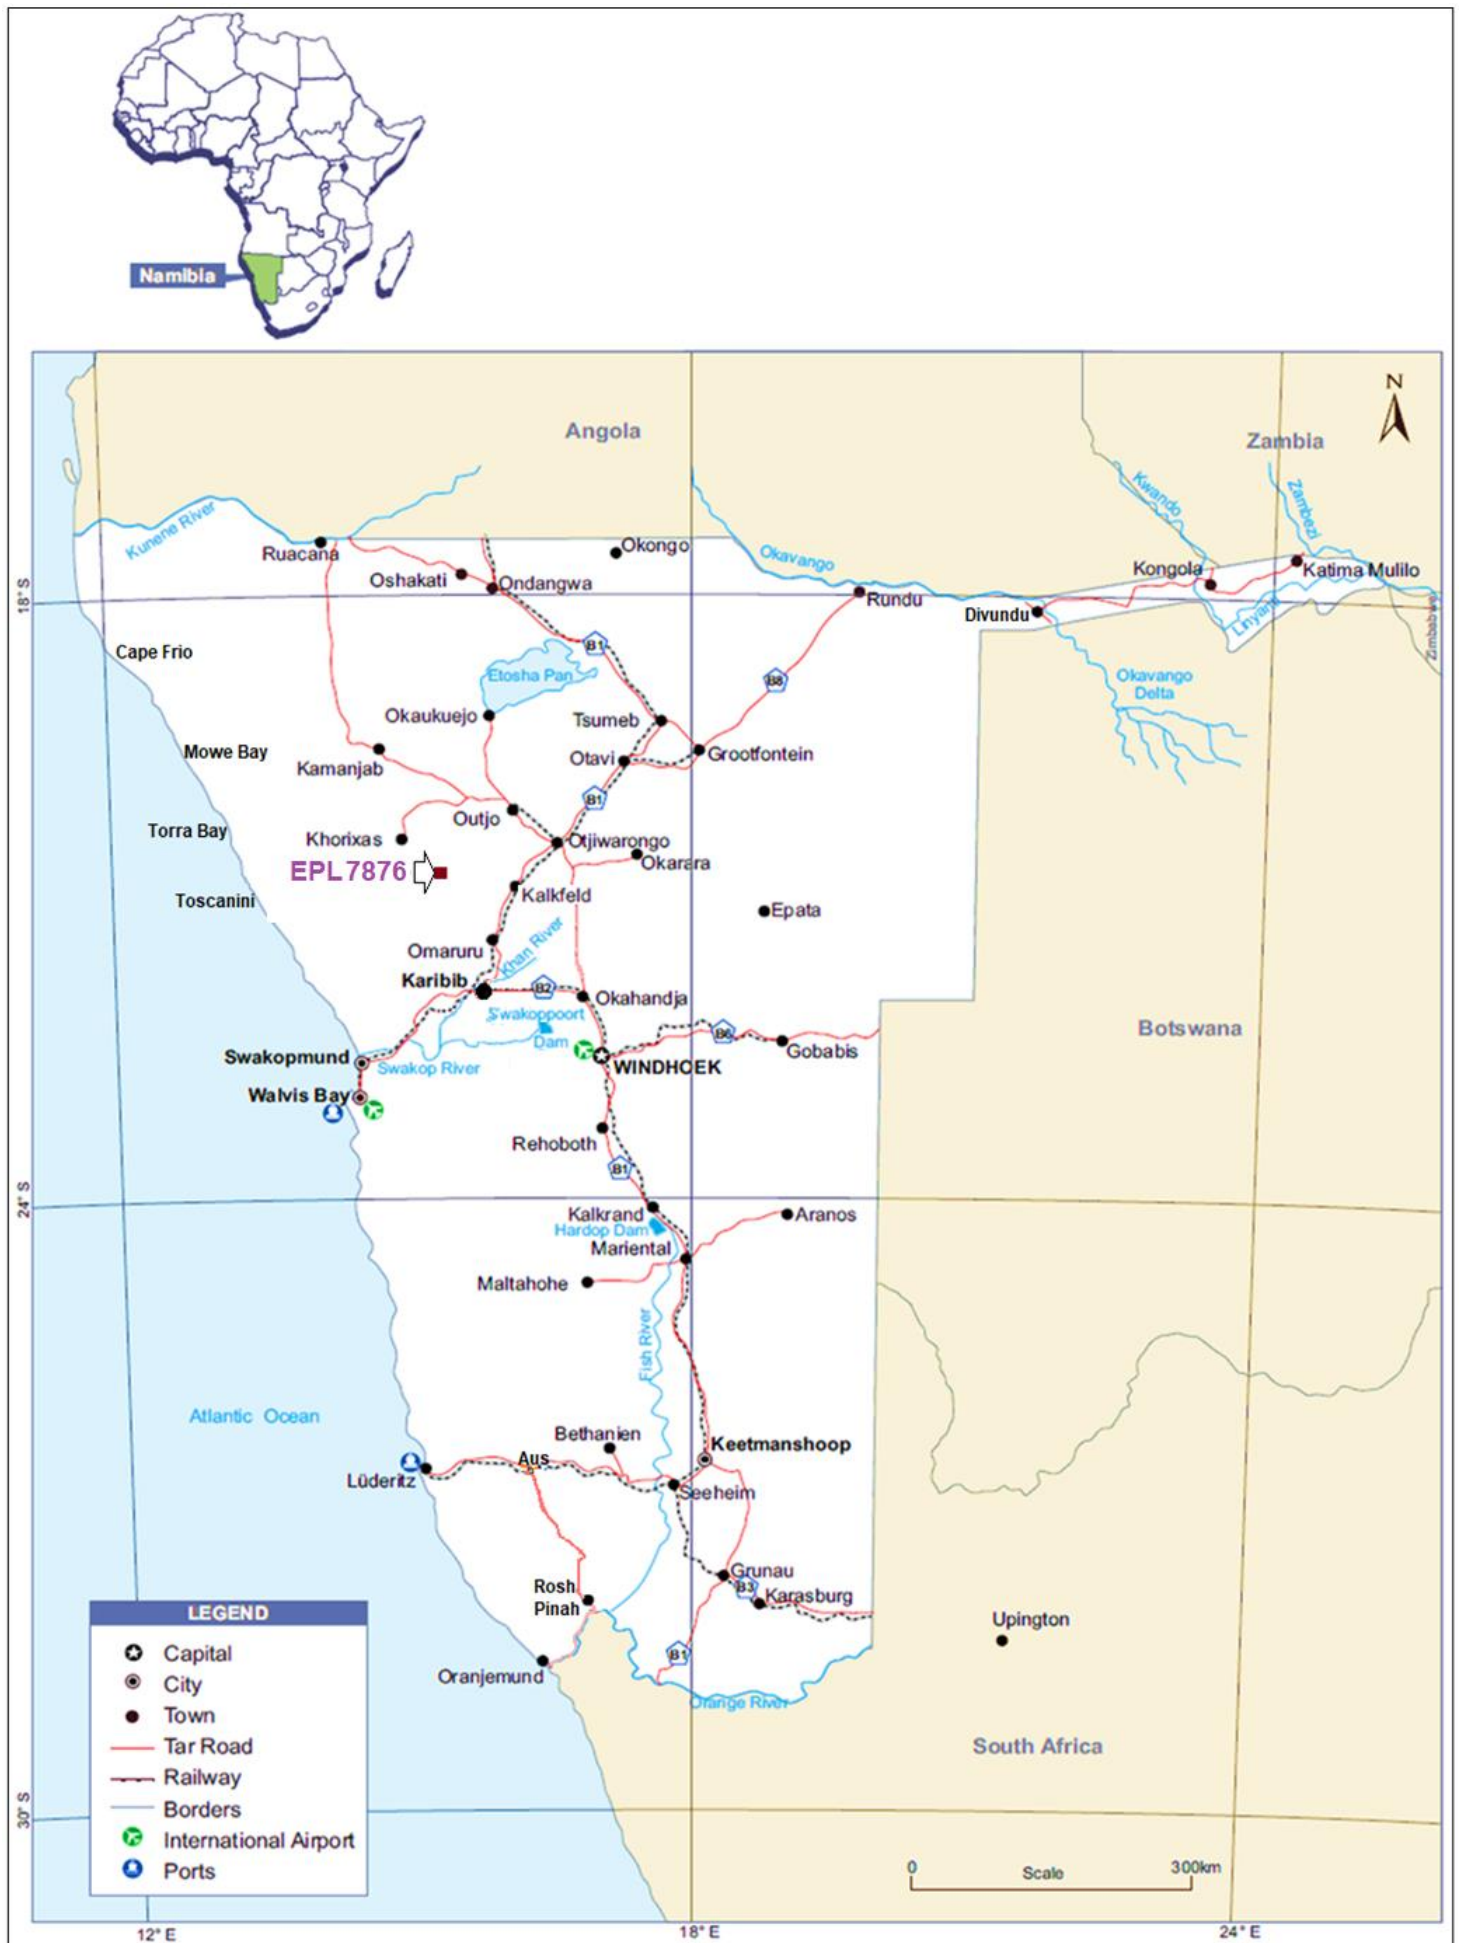 Namibia
N
Angola
Zambia
Kwando
Zambezi
Kunene River
Ruacana
Okongo
Okavango
Oshakati
Ondangwa
Kongola
Katima Mulilo
18° S
Rundu
Divundu
Linyanti
Zimbabwe
Cape Frio
B1
Etosha Pan
B8
Okavango
Delta
Okaukuejo
Tsumeb
Mowe Bay
Otavi
Grootfontein
Kamanjab
B1
Outjo
Torra Bay
Khorixas
Otjiwarongo
Okarara
EPL7876
Kalkfeld
Toscanini
Epata
Omaruru
Khan River
Karibib
B2
Okahandja
Swakoppoort
Dam
B6
Botswana
Gobabis
Swakopmund
Swakop River
WINDHOEK
Walvis Bay
Rehoboth
B1
24° S
Kalkrand
Aranos
Hardop Dam
Mariental
Maltahohe
Fish River
Atlantic Ocean
Bethanien
Keetmanshoop
Aus
Lüderitz
Seeheim
Grunau
B3
Karasburg
Rosh
Pinah
Upington
B1
Oranjemund
Orange River
South Africa
LEGEND
Capital
City
Town
Tar Road
Railway
Borders
International Airport
Ports
30° S
0 Scale 300km
12° E
18° E
24° E